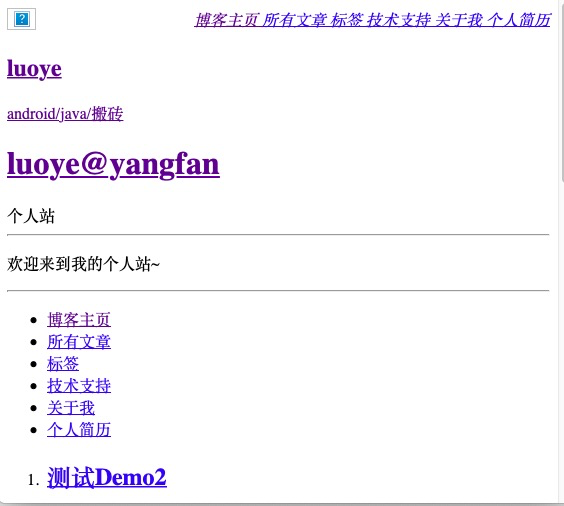 博客主页 所有文章 标签 技术支持 关于我 个人简历
luoye
android/java/搬砖
luoye@yangfan
个人站
欢迎来到我的个人站~
博客主页
所有文章
标签
技术支持
关于我
个人简历
1. 测试Demo2